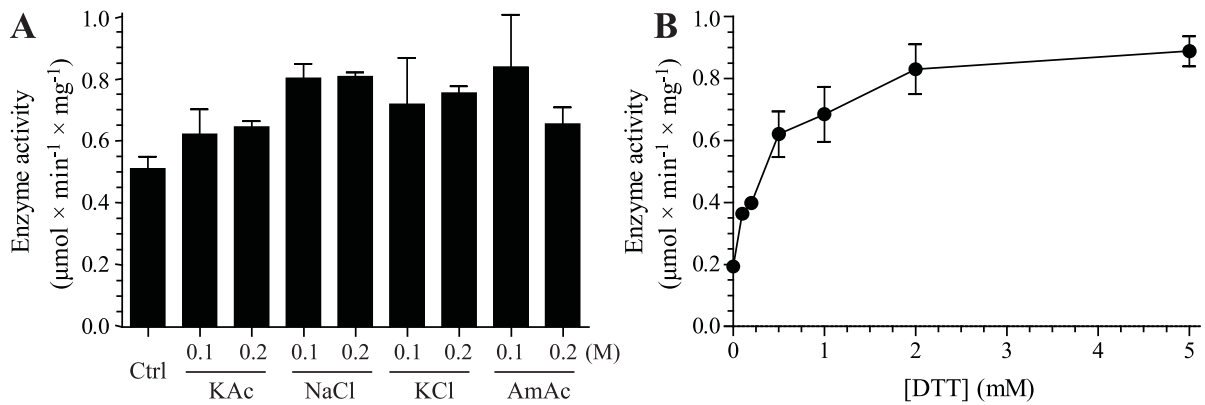 A
Enzyme activity
(μmol × min⁻¹ × mg⁻¹)
1.0
0.8
0.6
0.4
0.2
0.0
Ctrl
0.1 0.2 0.1 0.2 0.1 0.2 0.1 0.2 (M)
KAc NaCl KCl AmAc
B
Enzyme activity
(μmol × min⁻¹ × mg⁻¹)
1.0
0.8
0.6
0.4
0.2
0.0
0 1 2 3 4 5
[DTT] (mM)